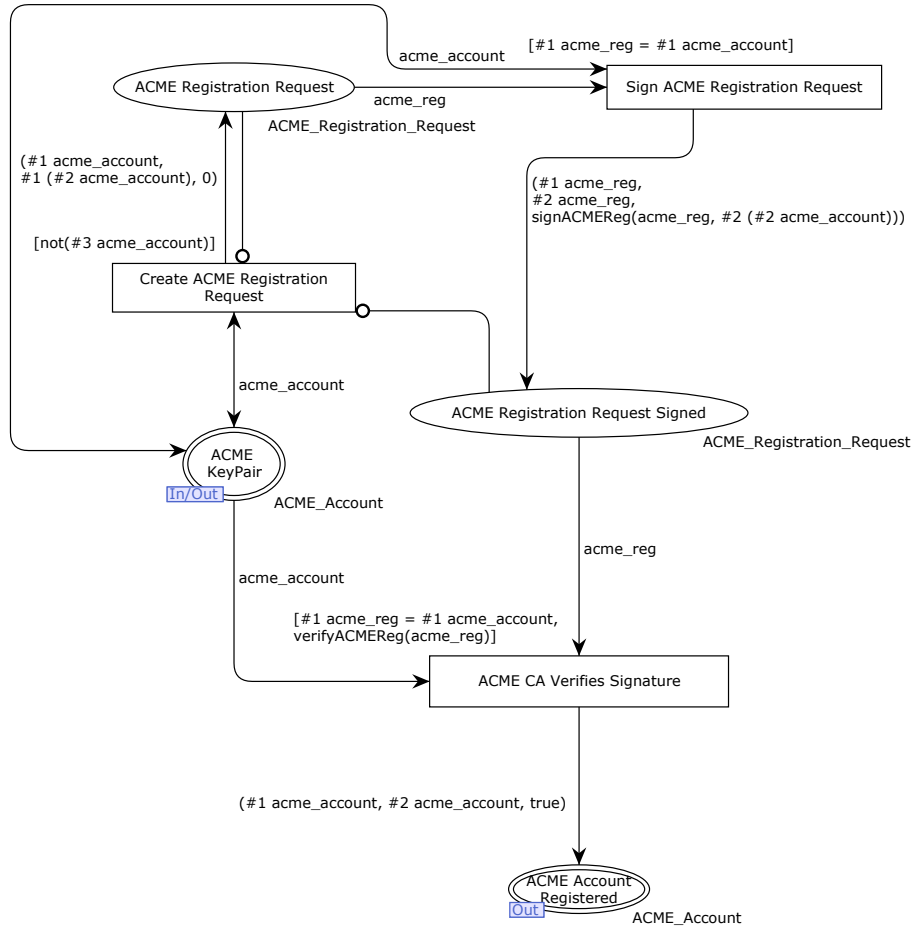 [#1 acme_reg = #1 acme_account]
acme_account
ACME Registration Request
Sign ACME Registration Request
acme_reg
ACME_Registration_Request
(#1 acme_account,
#1 (#2 acme_account), 0)
(#1 acme_reg,
#2 acme_reg,
signACMEReg(acme_reg, #2 (#2 acme_account)))
[not(#3 acme_account)]
Create ACME Registration
Request
acme_account
ACME Registration Request Signed
ACME_Registration_Request
ACME
KeyPair
In/Out
ACME_Account
acme_reg
acme_account
[#1 acme_reg = #1 acme_account,
verifyACMEReg(acme_reg)]
ACME CA Verifies Signature
(#1 acme_account, #2 acme_account, true)
ACME Account
Registered
Out
ACME_Account